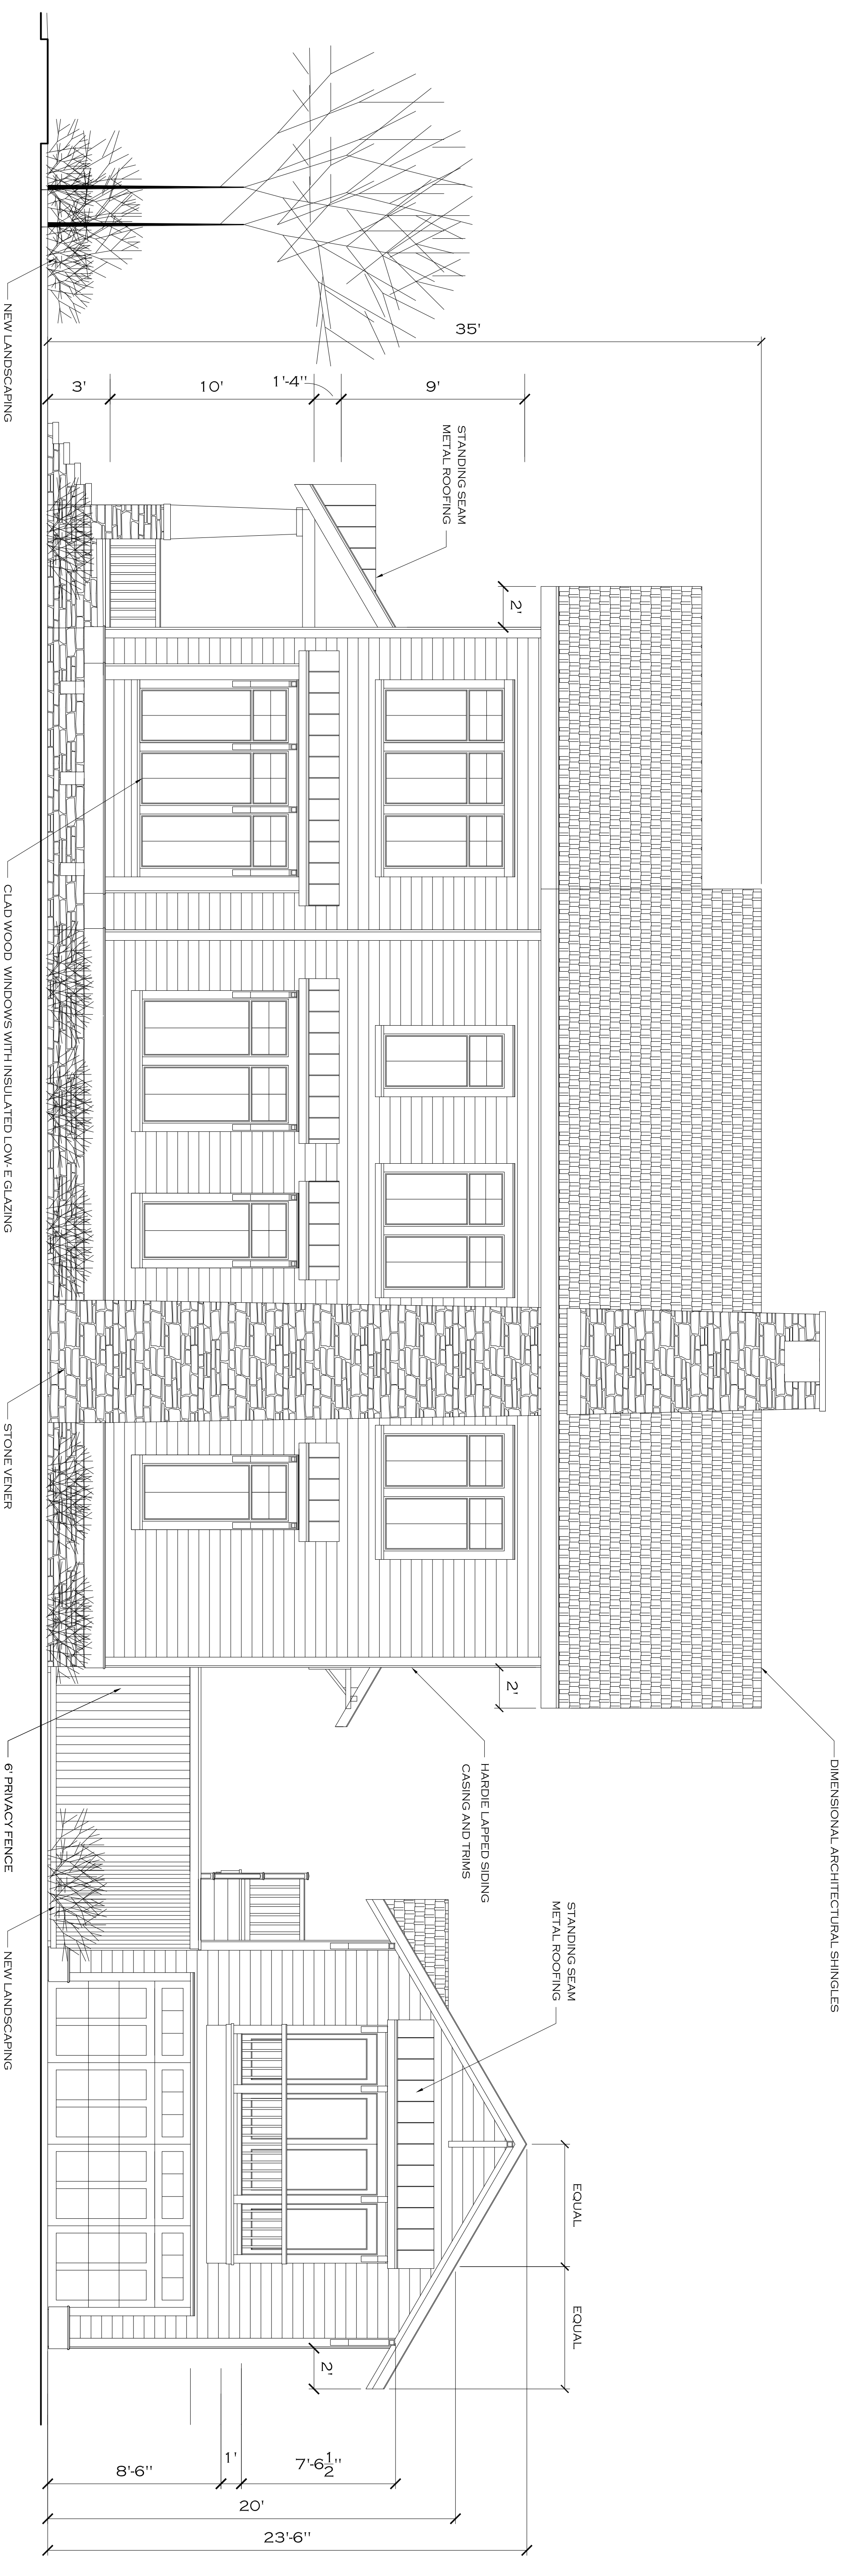 35'
3'
10'
1'-4"
9'
NEW LANDSCAPING
STANDING SEAM
METAL ROOFING
2'
CLAD WOOD WINDOWS WITH INSULATED LOW-E GLAZING
STONE VENER
2'
DIMENSIONAL ARCHITECTURAL SHINGLES
HARDIE LAPPED SIDING
CASING AND TRIMS
6' PRIVACY FENCE
NEW LANDSCAPING
STANDING SEAM
METAL ROOFING
EQUAL
EQUAL
2'
8'-6"
1'
7'-6 1/2"
20'
23'-6"